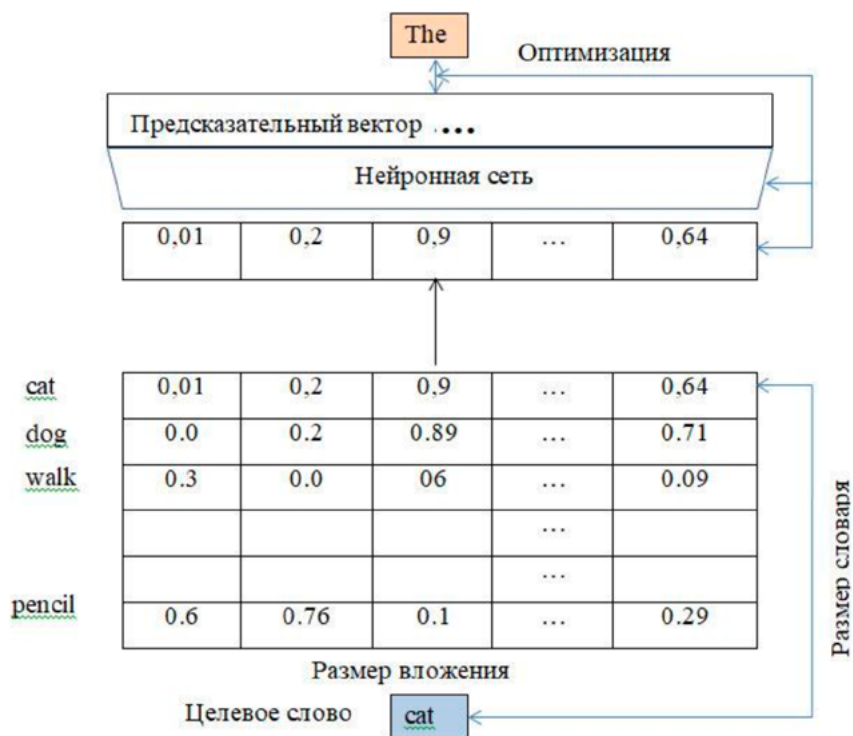 The
Оптимизация
Предсказательный вектор ...
Нейронная сеть
0,01 0,2 0,9 ... 0,64
cat 0,01 0,2 0,9 ... 0,64
dog 0.0 0.2 0.89 ... 0.71
walk 0.3 0.0 06 ... 0.09
...
...
pencil 0.6 0.76 0.1 ... 0.29
Размер словаря
Размер вложения
Целевое слово cat